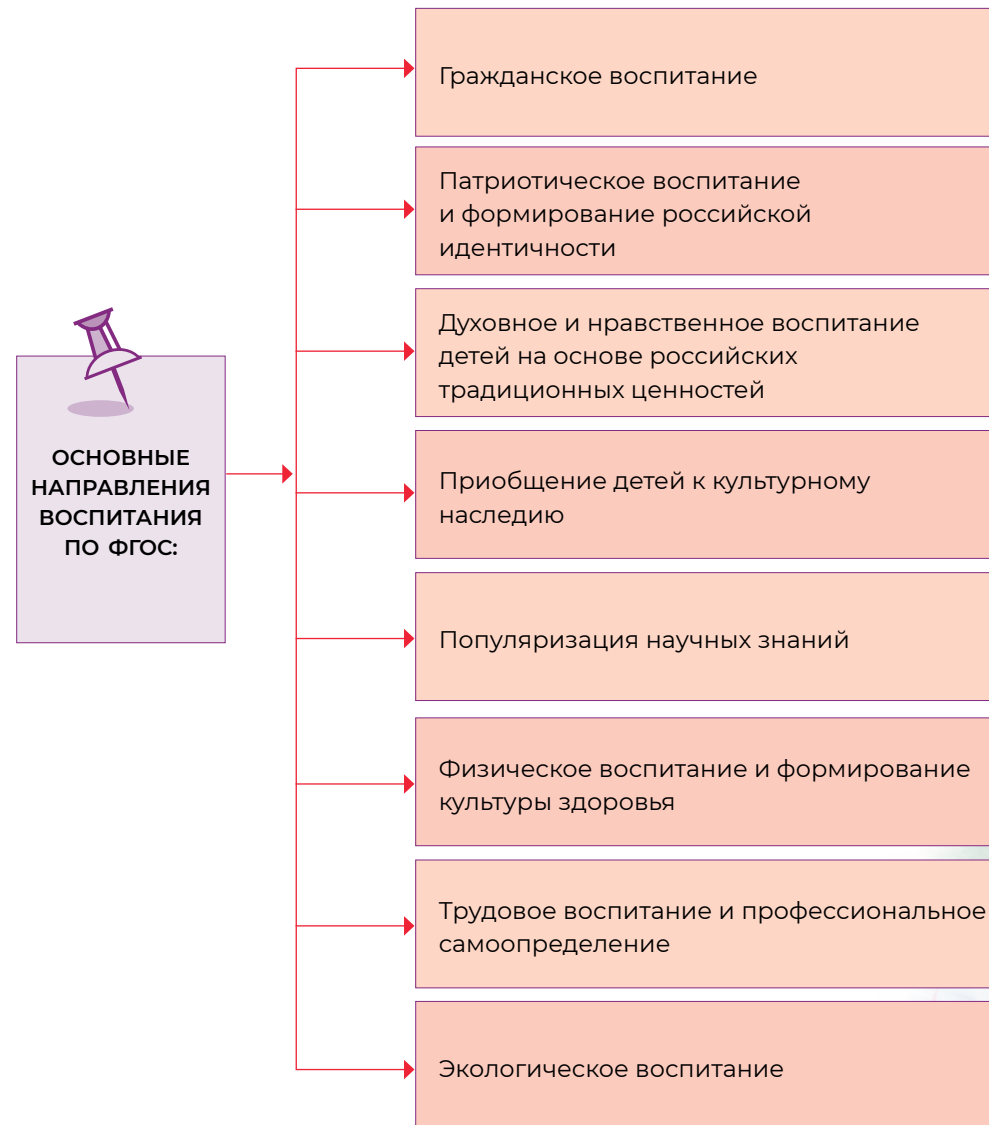 ОСНОВНЫЕ
НАПРАВЛЕНИЯ
ВОСПИТАНИЯ
ПО ФГОС:
Гражданское воспитание
Патриотическое воспитание
и формирование российской
идентичности
Духовное и нравственное воспитание
детей на основе российских
традиционных ценностей
Приобщение детей к культурному
наследию
Популяризация научных знаний
Физическое воспитание и формирование
культуры здоровья
Трудовое воспитание и профессиональное
самоопределение
Экологическое воспитание